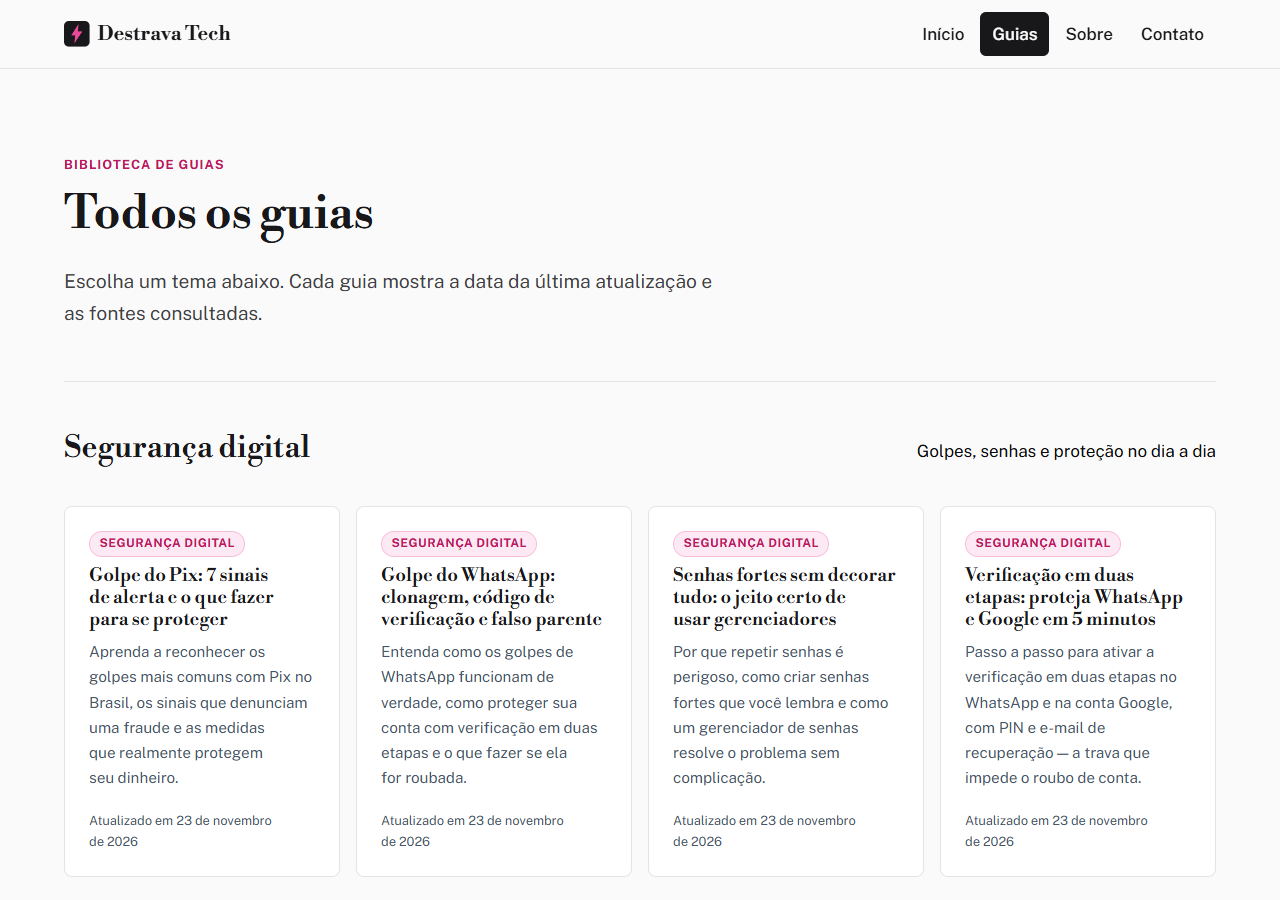 Destrava Tech
Início
Guias
Sobre
Contato
BIBLIOTECA DE GUIAS
Todos os guias
Escolha um tema abaixo. Cada guia mostra a data da última atualização e
as fontes consultadas.
Segurança digital
Golpes, senhas e proteção no dia a dia
SEGURANÇA DIGITAL
Golpe do Pix: 7 sinais
de alerta e o que fazer
para se proteger
Aprenda a reconhecer os
golpes mais comuns com Pix no
Brasil, os sinais que denunciam
uma fraude e as medidas
que realmente protegem
seu dinheiro.
Atualizado em 23 de novembro
de 2026
SEGURANÇA DIGITAL
Golpe do WhatsApp:
clonagem, código de
verificação e falso parente
Entenda como os golpes de
WhatsApp funcionam de
verdade, como proteger sua
conta com verificação em duas
etapas e o que fazer se ela
for roubada.
Atualizado em 23 de novembro
de 2026
SEGURANÇA DIGITAL
Senhas fortes sem decorar
tudo: o jeito certo de
usar gerenciadores
Por que repetir senhas é
perigoso, como criar senhas
fortes que você lembra e como
um gerenciador de senhas
resolve o problema sem
complicação.
Atualizado em 23 de novembro
de 2026
SEGURANÇA DIGITAL
Verificação em duas
etapas: proteja WhatsApp
e Google em 5 minutos
Passo a passo para ativar a
verificação em duas etapas no
WhatsApp e na conta Google,
com PIN e e-mail de
recuperação — a trava que
impede o roubo de conta.
Atualizado em 23 de novembro
de 2026